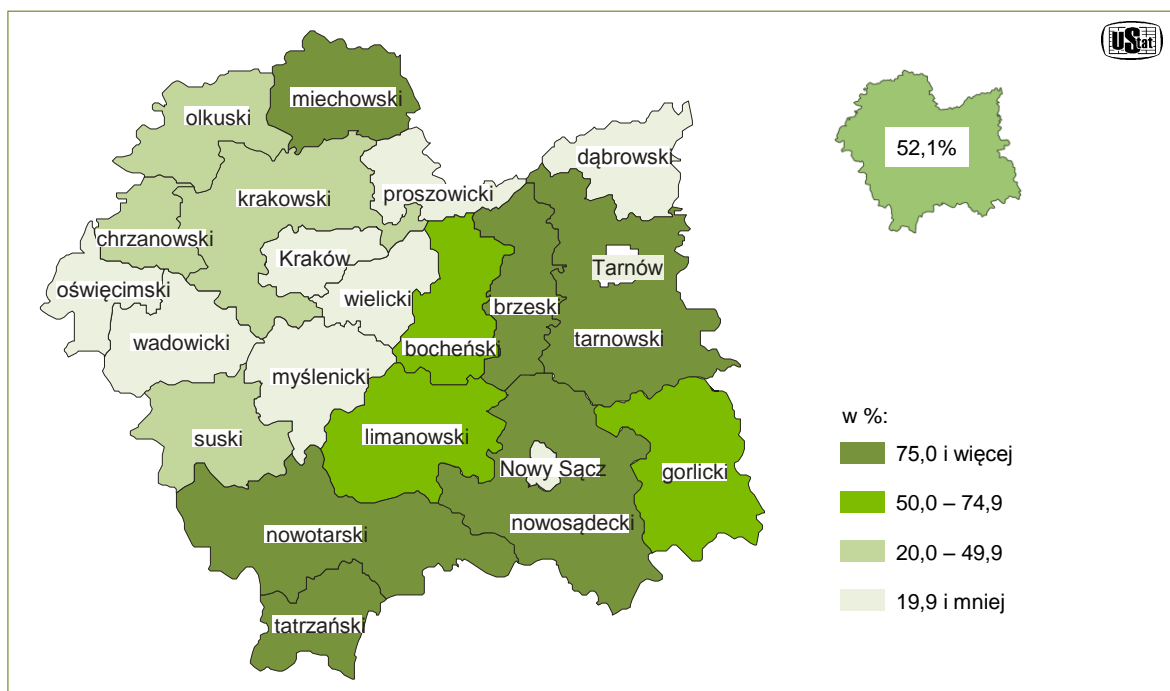 UStat
miechowski
olkuski
dąbrowski
52,1%
proszowicki
krakowski
chrzanowski
Kraków
Tarnów
oświęcimski
wielicki
brzeski
wadowicki
bocheński
tarnowski
myślenicki
w %:
suski
limanowski
75,0 i więcej
Nowy Sącz
gorlicki
50,0 – 74,9
nowosądecki
nowotarski
20,0 – 49,9
19,9 i mniej
tatrzański